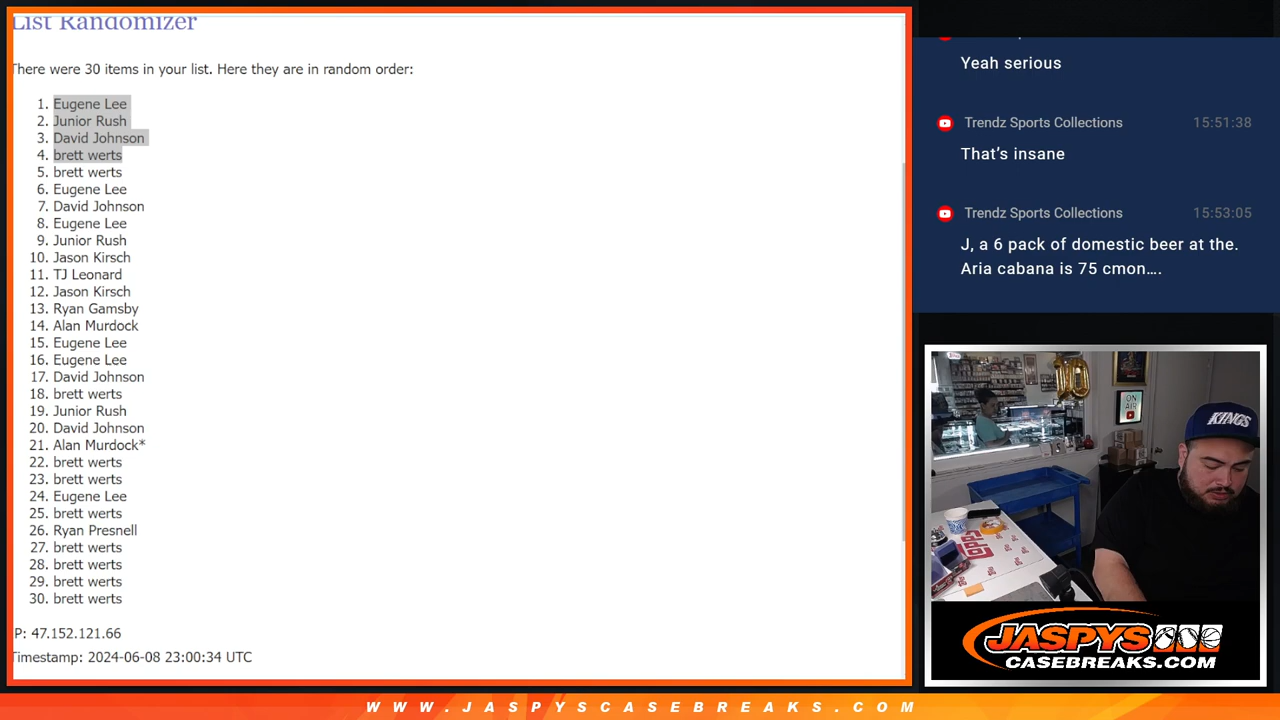 List Randomizer
There were 30 items in your list. Here they are in random order:
1. Eugene Lee
2. Junior Rush
3. David Johnson
4. brett werts
5. brett werts
6. Eugene Lee
7. David Johnson
8. Eugene Lee
9. Junior Rush
10. Jason Kirsch
11. TJ Leonard
12. Jason Kirsch
13. Ryan Gamsby
14. Alan Murdock
15. Eugene Lee
16. Eugene Lee
17. David Johnson
18. brett werts
19. Junior Rush
20. David Johnson
21. Alan Murdock*
22. brett werts
23. brett werts
24. Eugene Lee
25. brett werts
26. Ryan Presnell
27. brett werts
28. brett werts
29. brett werts
30. brett werts
P: 47.152.121.66
Timestamp: 2024-06-08 23:00:34 UTC
Yeah serious
Trendz Sports Collections 15:51:38
That’s insane
Trendz Sports Collections 15:53:05
J, a 6 pack of domestic beer at the.
Aria cabana is 75 cmon….
10
ON
AIR
KINGS
JASPYS
CASEBREAKS.COM
WWW.JASPYSCASEBREAKS.COM